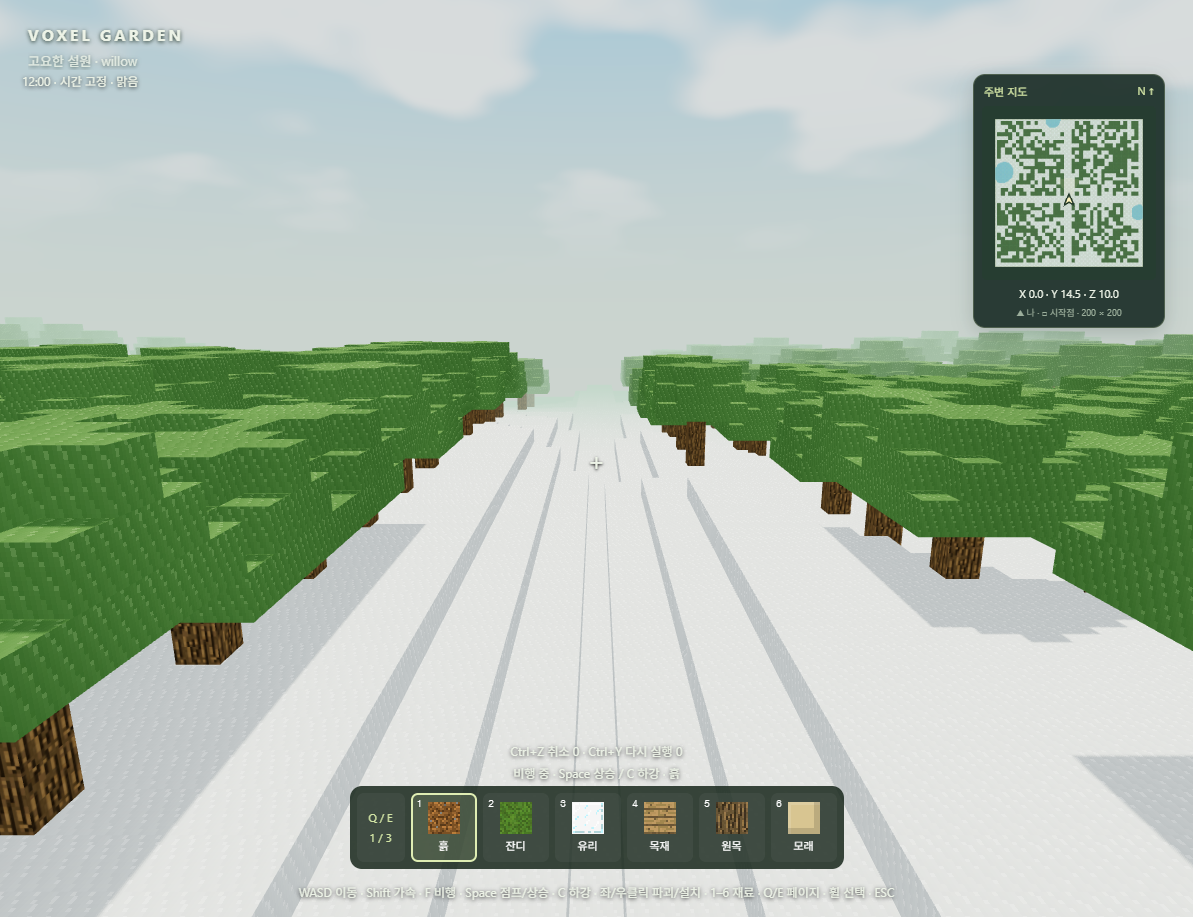 VOXEL GARDEN
고요한 설원 · willow
12:00 · 시간 고정 · 맑음
주변 지도
N ↑
X 0.0 · Y 14.5 · Z 10.0
▲ 나 · □ 시작점 · 200 × 200
Ctrl+Z 취소 0 · Ctrl+Y 다시 실행 0
비행 중 · Space 상승 / C 하강 · 흙
Q/E
1/3
1
흙
2
잔디
3
유리
4
목재
5
원목
6
모래
WASD 이동 · Shift 가속 · F 비행 · Space 점프/상승 · C 하강 · 좌/우클릭 파괴/설치 · 1–6 재료 · Q/E 페이지 · 휠 선택 · ESC